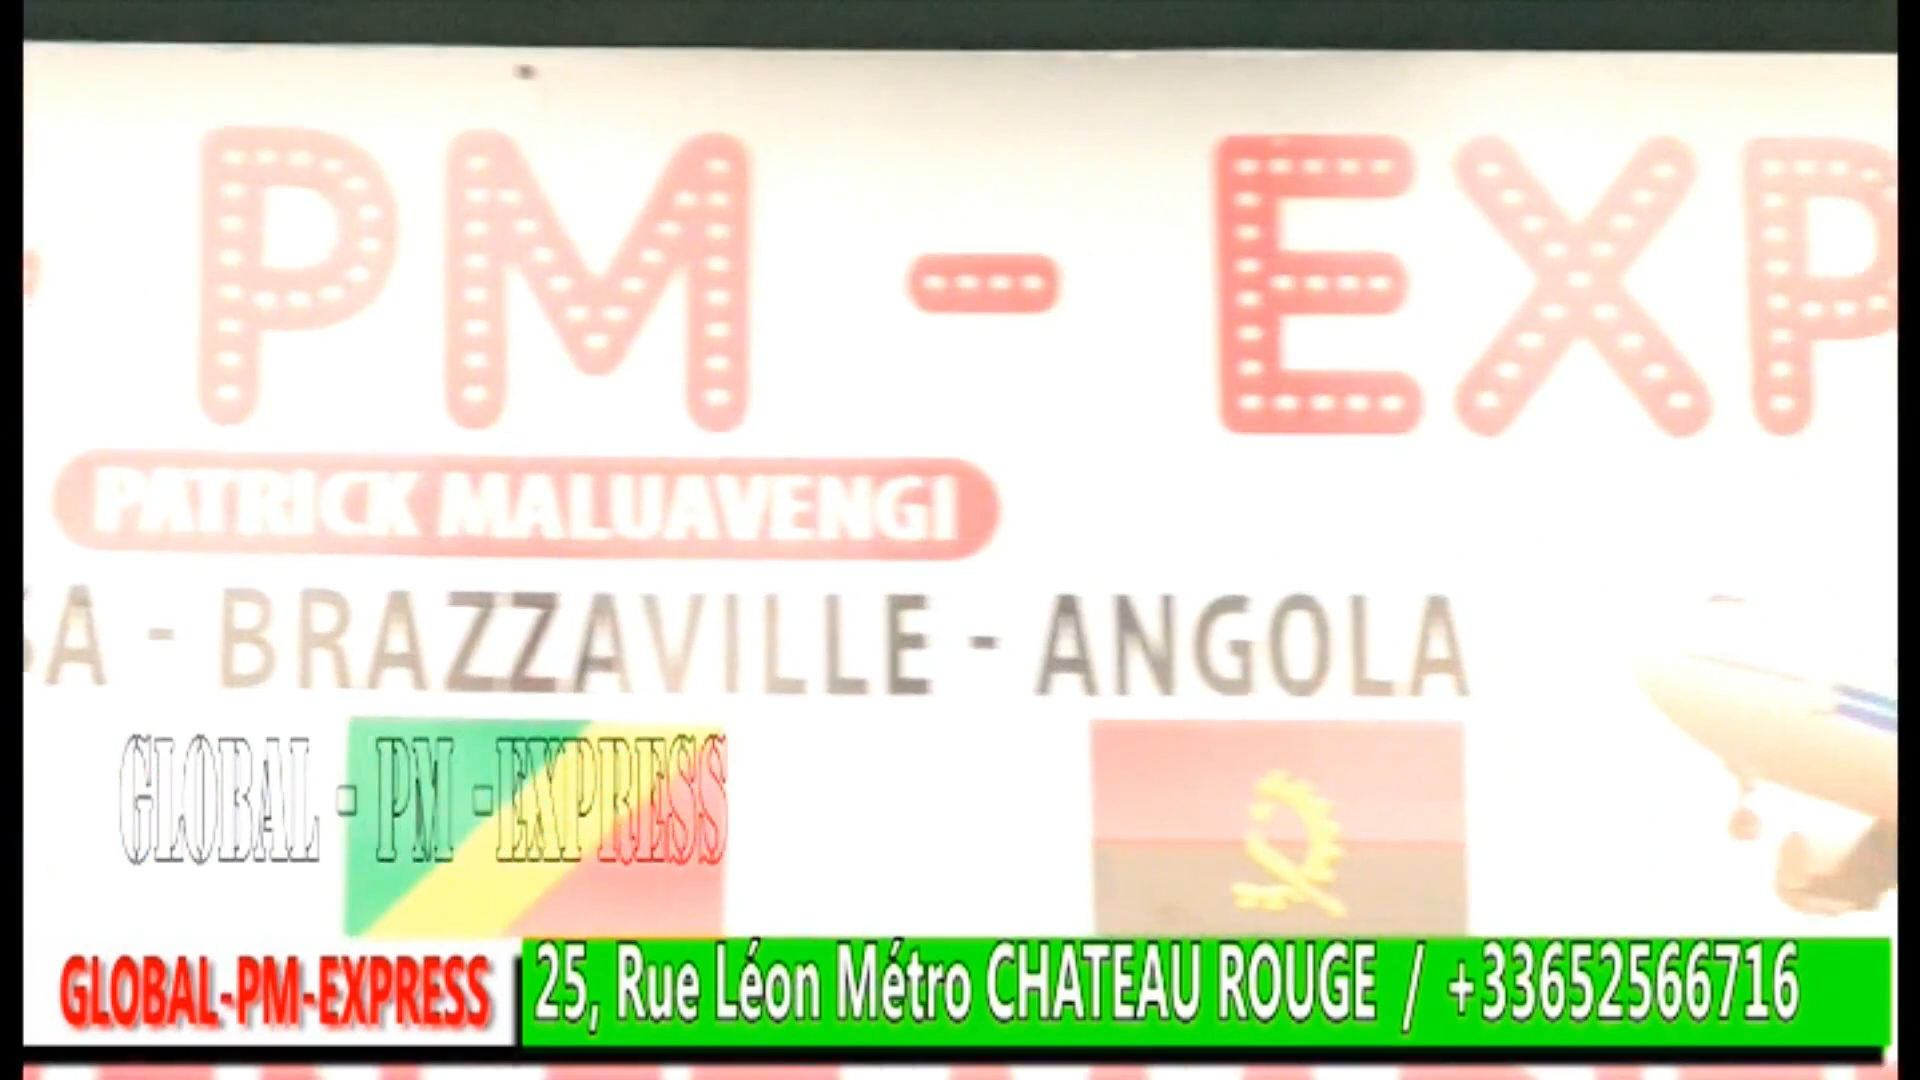 PM - EXP
PATRICK MALUAVENGI
SA - BRAZZAVILLE - ANGOLA
GLOBAL - PM -EXPRESS
GLOBAL-PM-EXPRESS
25, Rue Léon Métro CHATEAU ROUGE / +33652566716